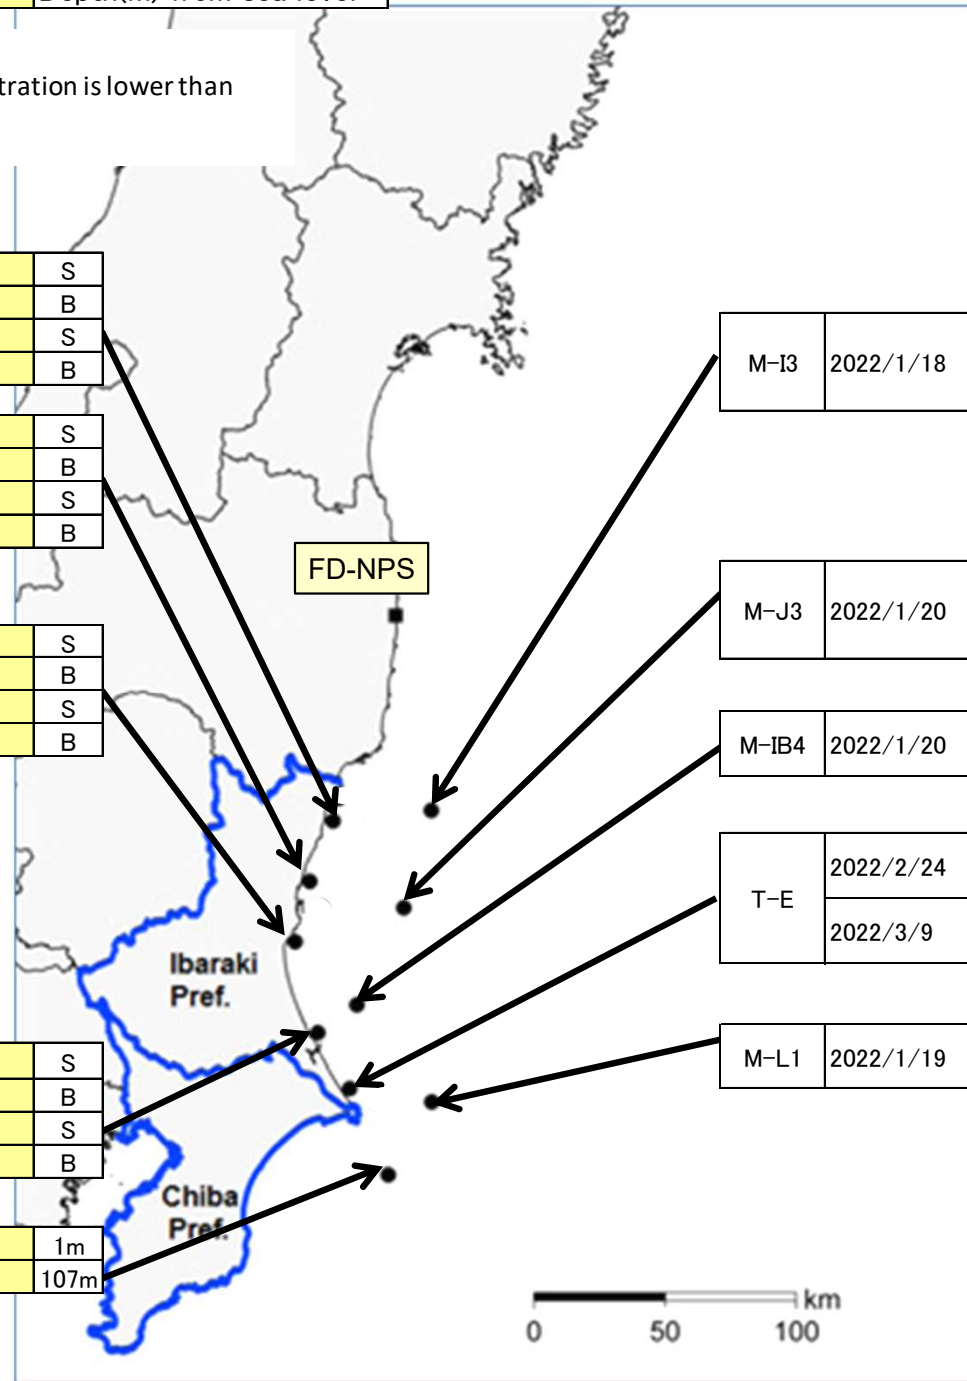 tration is lower than
S
B
S
B
M-I3 2022/1/18
S
B
S
B
FD-NPS
M-J3 2022/1/20
S
B
S
B
M-IB4 2022/1/20
T-E 2022/2/24
2022/3/9
Ibaraki
Pref.
S
B
S
B
M-L1 2022/1/19
Chiba
Pref.
1m
107m
km
0 50 100